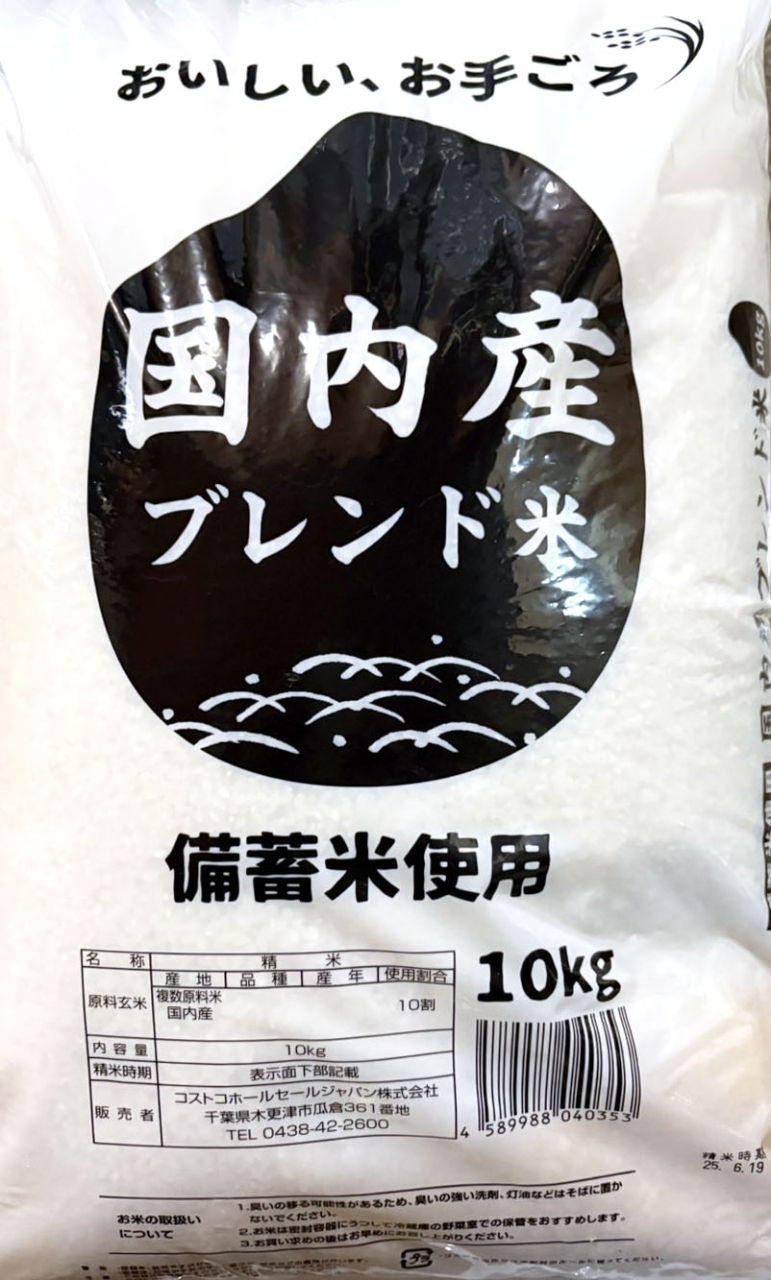 おいしい、お手ごろ
国内産
ブレンド米
備蓄米使用
10kg
名称 精米
産地 品種 産年 使用割合
原料玄米 複数原料米
国内産 10割
内容量 10kg
精米時期 表示面下部記載
販売者 コストコホールセールジャパン株式会社
千葉県木更津市瓜倉361番地
TEL 0438-42-2600
4 589988 040353
精米時期
25. 6.19
お米の取扱い
について
1.臭いの移る可能性があるため、臭いの強い洗剤、灯油などはそばに置か
ないでください。
2.お米は密封容器にうつして冷蔵庫の野菜室での保管をおすすめします。
3.お買い求めの後はお早めにお召し上がりください。
10kg
国内産ブレンド米